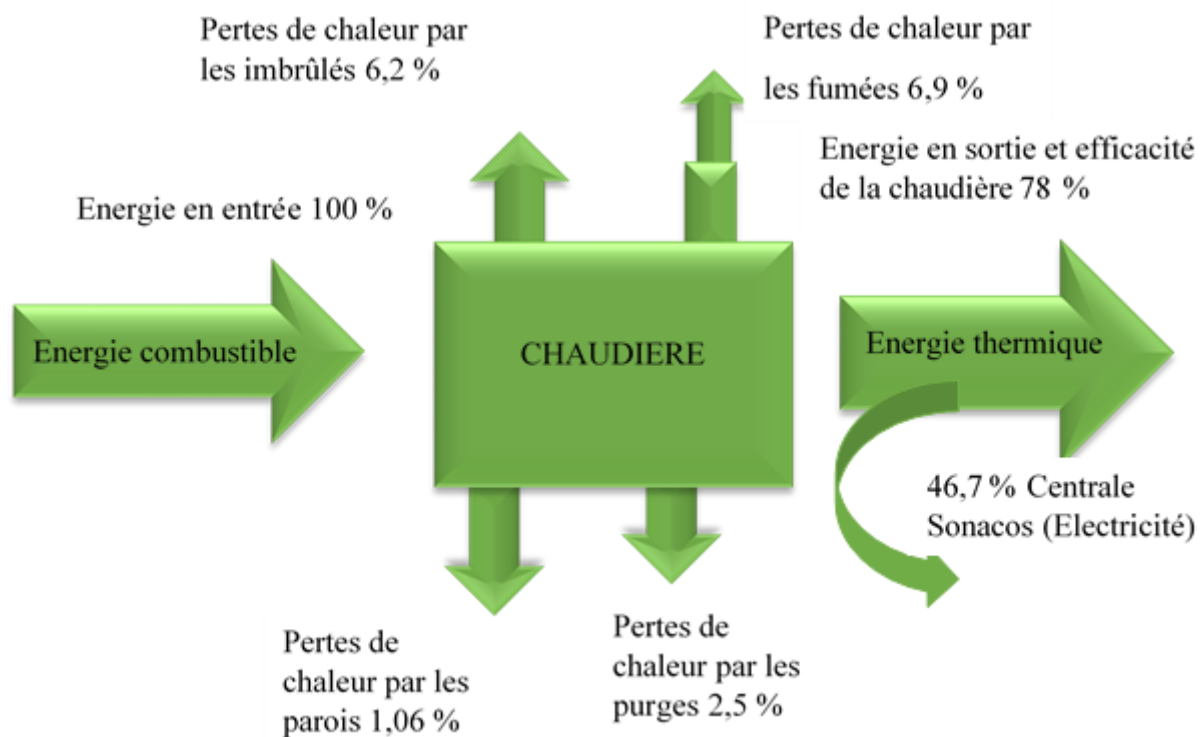 Pertes de chaleur par
les imbrûlés 6,2 %
Pertes de chaleur par
les fumées 6,9 %
Energie en sortie et efficacité
de la chaudière 78 %
Energie en entrée 100 %
Energie combustible
CHAUDIERE
Energie thermique
46,7 % Centrale
Sonacos (Electricité)
Pertes de
chaleur par les
parois 1,06 %
Pertes de
chaleur par les
purges 2,5 %